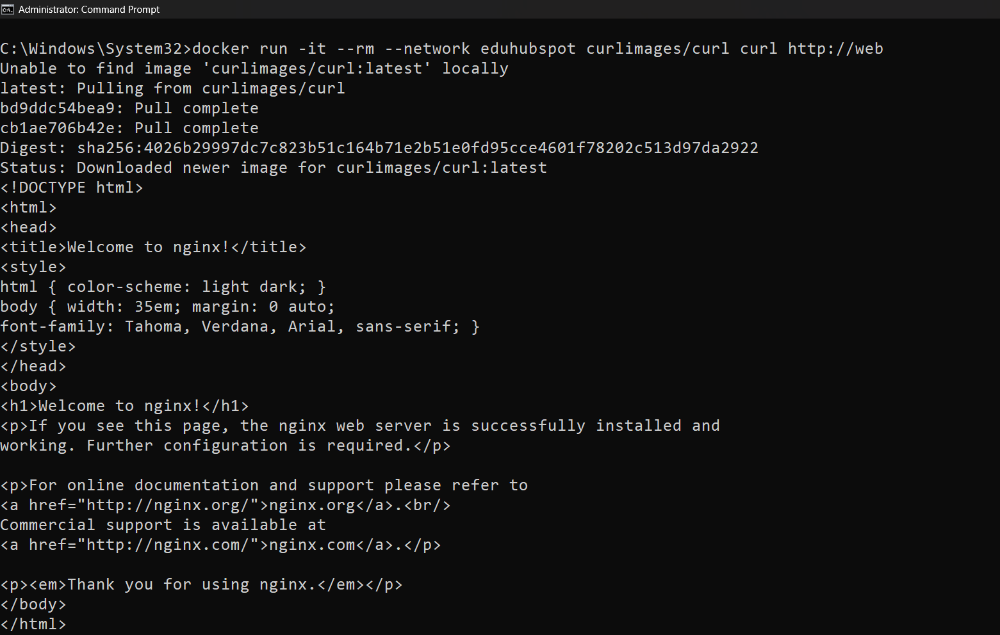 Administrator: Command Prompt
C:\Windows\System32>docker run -it --rm --network eduhubspot curlimages/curl curl http://web
Unable to find image 'curlimages/curl:latest' locally
latest: Pulling from curlimages/curl
bd9ddc54bea9: Pull complete
cb1ae706b42e: Pull complete
Digest: sha256:4026b29997dc7c823b51c164b71e2b51e0fd95cce4601f78202c513d97da2922
Status: Downloaded newer image for curlimages/curl:latest
<!DOCTYPE html>
<html>
<head>
<title>Welcome to nginx!</title>
<style>
html { color-scheme: light dark; }
body { width: 35em; margin: 0 auto;
font-family: Tahoma, Verdana, Arial, sans-serif; }
</style>
</head>
<body>
<h1>Welcome to nginx!</h1>
<p>If you see this page, the nginx web server is successfully installed and
working. Further configuration is required.</p>

<p>For online documentation and support please refer to
<a href="http://nginx.org/">nginx.org</a>.<br/>
Commercial support is available at
<a href="http://nginx.com/">nginx.com</a>.</p>

<p><em>Thank you for using nginx.</em></p>
</body>
</html>